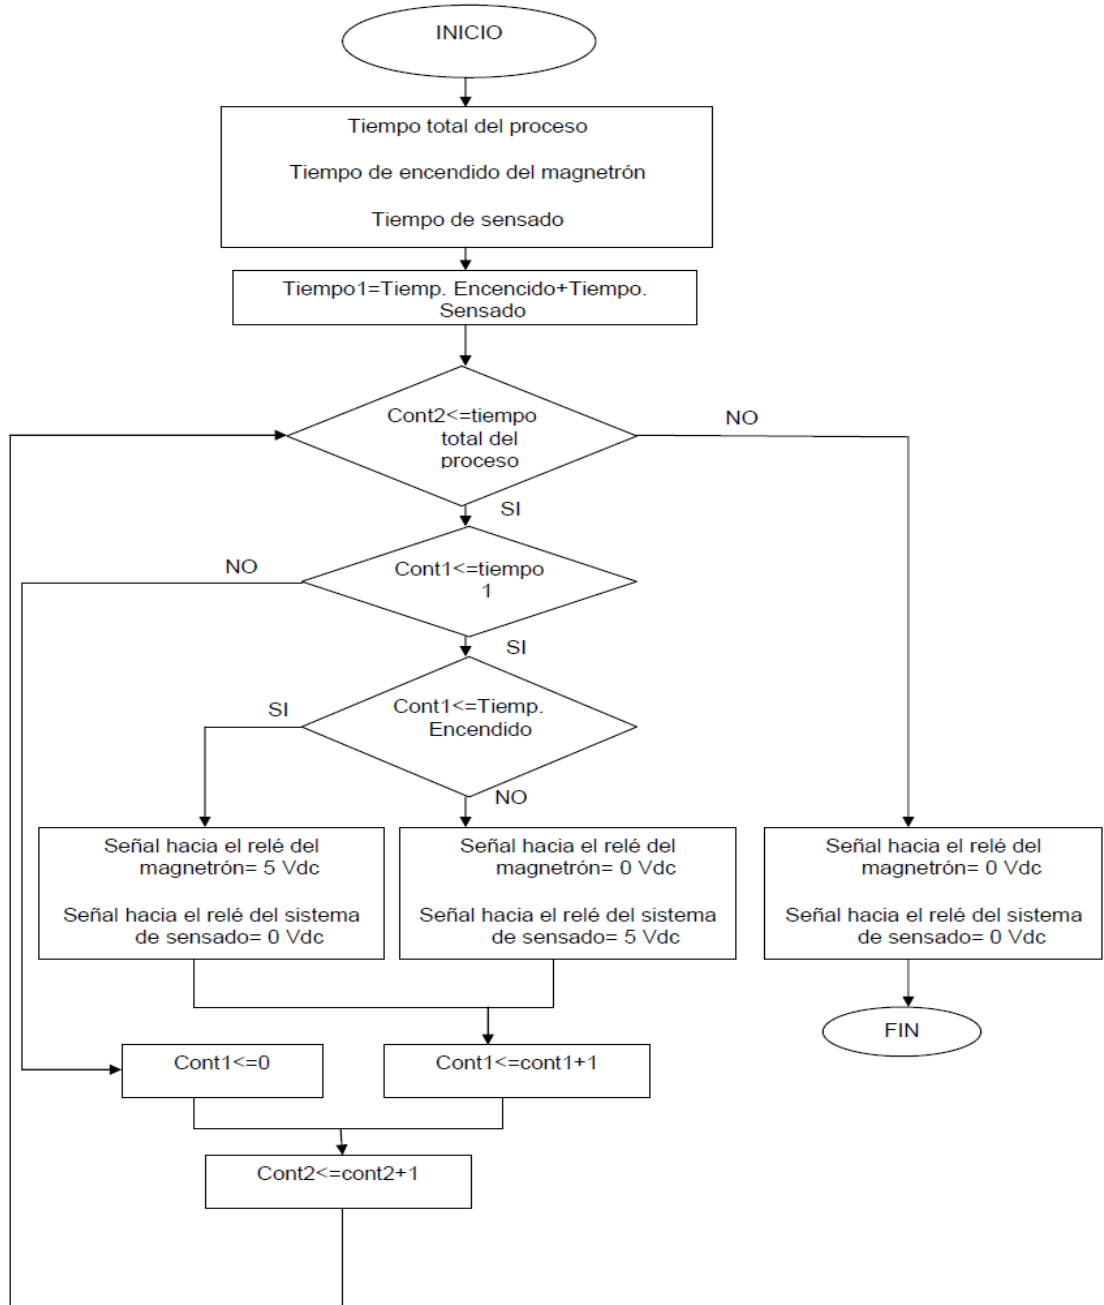 INICIO
Tiempo total del proceso
Tiempo de encendido del magnetrón
Tiempo de sensado
Tiempo1=Tiemp. Encencido+Tiempo.
Sensado
Cont2<=tiempo
total del
proceso
NO
SI
Cont1<=tiempo
1
NO
SI
Cont1<=Tiemp.
Encendido
SI
NO
Señal hacia el relé del
magnetrón= 5 Vdc
Señal hacia el relé del sistema
de sensado= 0 Vdc
Señal hacia el relé del
magnetrón= 0 Vdc
Señal hacia el relé del sistema
de sensado= 5 Vdc
Señal hacia el relé del
magnetrón= 0 Vdc
Señal hacia el relé del sistema
de sensado= 0 Vdc
FIN
Cont1<=0
Cont1<=cont1+1
Cont2<=cont2+1